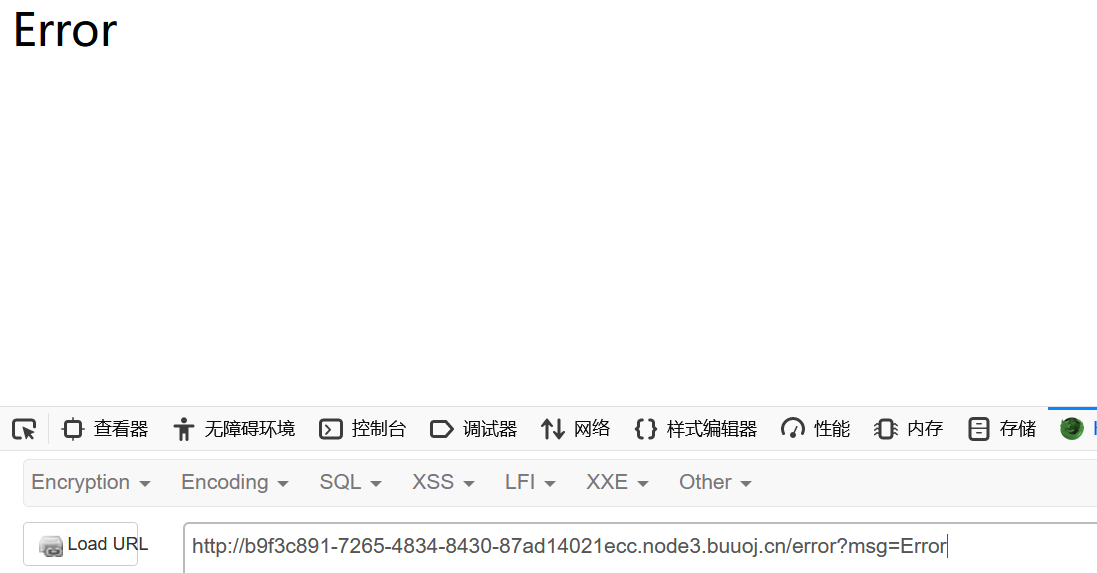 Error
查看器 无障碍环境 控制台 调试器 网络 样式编辑器 性能 内存 存储
Encryption Encoding SQL XSS LFI XXE Other
Load URL http://b9f3c891-7265-4834-8430-87ad14021ecc.node3.buuoj.cn/error?msg=Error